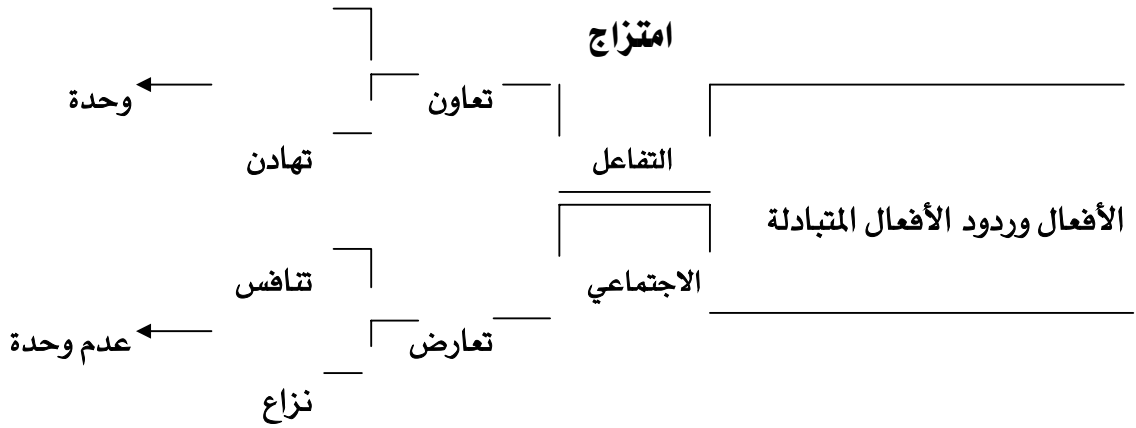 امتزاج
وحدة
تعاون
تهادن
التفاعل
الأفعال وردود الأفعال المتبادلة
تنافس
الاجتماعي
تعارض
عدم وحدة
نزاع